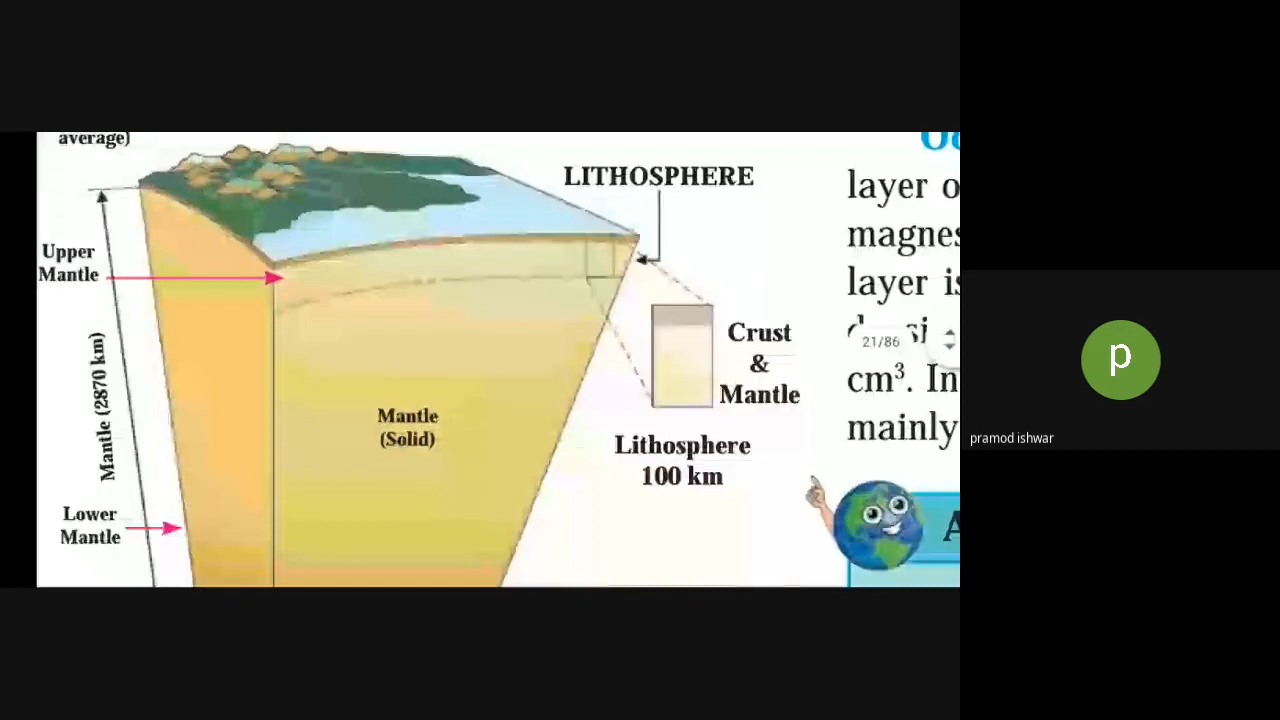 average)
LITHOSPHERE
Upper
Mantle
Mantle (2870 km)
Crust
&
Mantle
Mantle
(Solid)
Lithosphere
100 km
Lower
Mantle
layer o
magnes
layer is
21/86
cm³. In
mainly
A
p
pramod ishwar